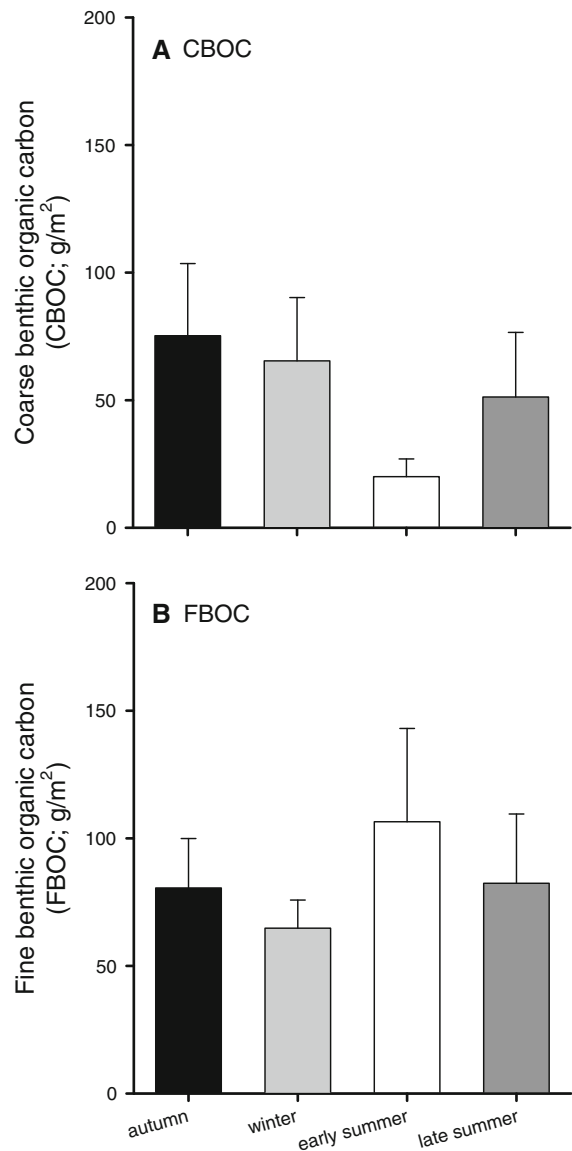 200
A CBOC
150
100
50
0
Coarse benthic organic carbon
(CBOC; g/m²)
200
B FBOC
150
100
50
0
Fine benthic organic carbon
(FBOC; g/m²)
autumn
winter
early summer
late summer